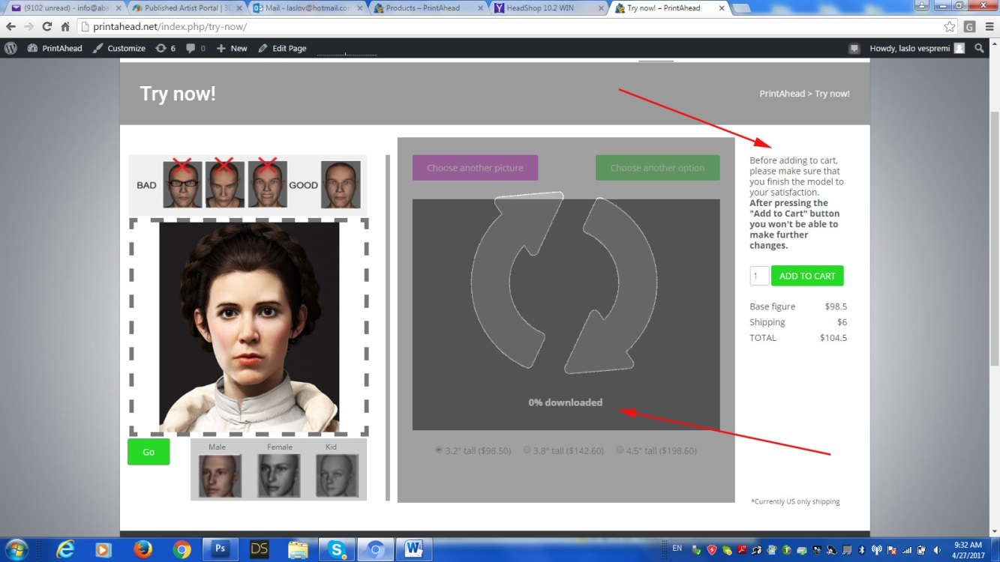 (9102 unread) - info@aba
Published Artist Portal | 3D
Mail - laslov@hotmail.com
Products – PrintAhead
HeadShop 10.2 WIN
Try now! – PrintAhead
printahead.net/index.php/try-now/
PrintAhead Customize 6 0 New Edit Page
Howdy, laslo vespremi
Try now!
PrintAhead > Try now!
BAD
GOOD
Go
Male Female Kid
Choose another picture
Choose another option
0% downloaded
3.2" tall ($98.50) 3.8" tall ($142.60) 4.5" tall ($198.60)
Before adding to cart,
please make sure that
you finish the model to
your satisfaction.
After pressing the
"Add to Cart" button
you won't be able to
make further
changes.
1 ADD TO CART
Base figure $98.5
Shipping $6
TOTAL $104.5
*Currently US only shipping
Ps
DS
EN
9:32 AM
4/27/2017